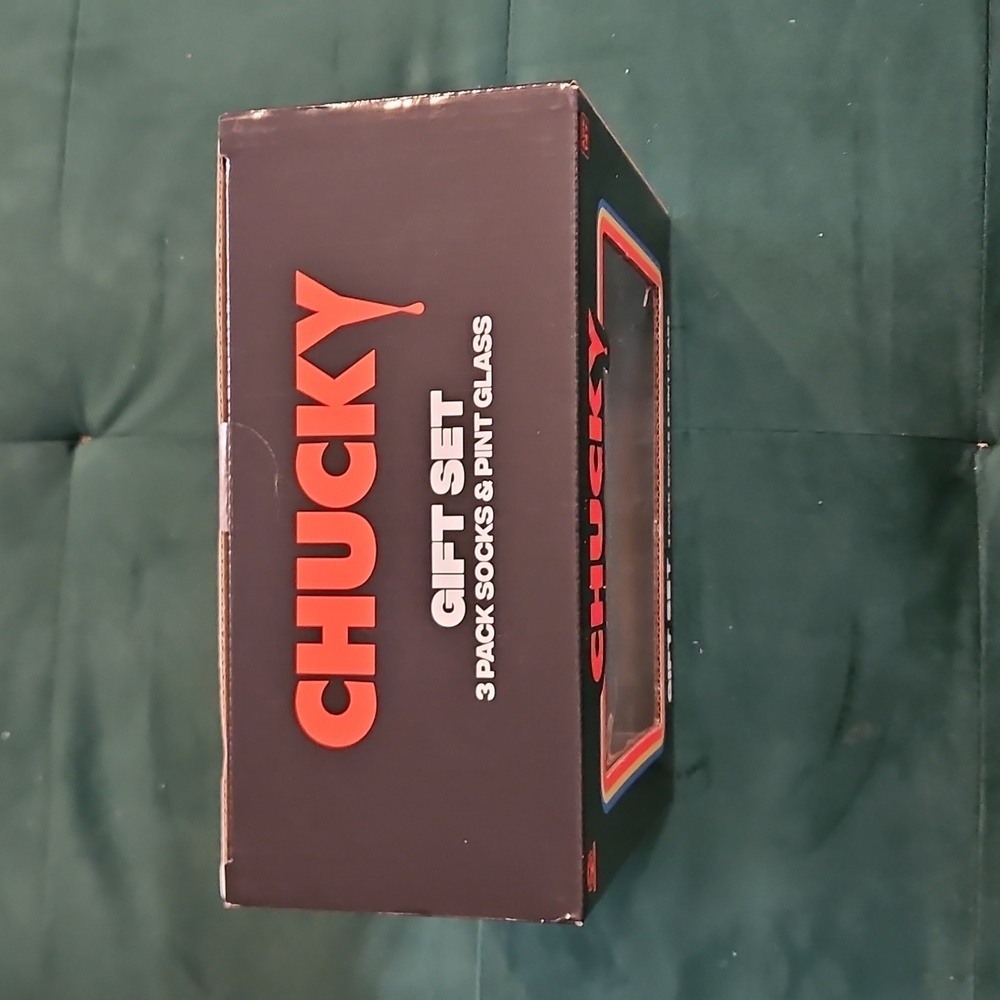 CHUCKY
GIFT SET
3 PACK SOCKS & PINT GLASS
CHUCKY